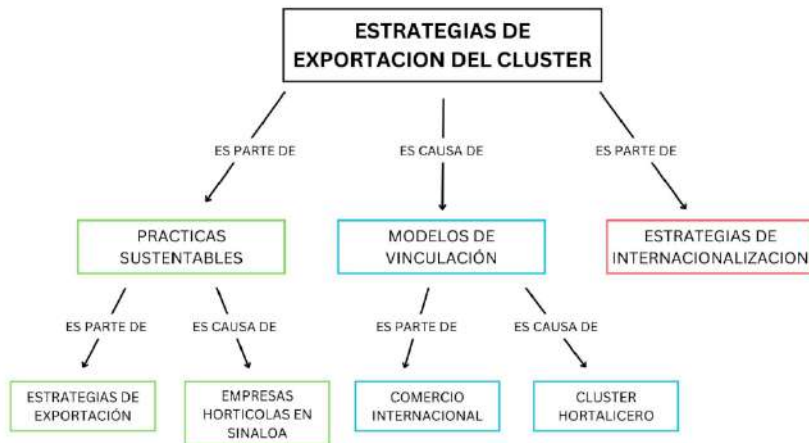 ESTRATEGIAS DE
EXPORTACION DEL CLUSTER
ES PARTE DE
ES CAUSA DE
ES PARTE DE
PRACTICAS
SUSTENTABLES
MODELOS DE
VINCULACIÓN
ESTRATEGIAS DE
INTERNACIONALIZACION
ES PARTE DE
ES CAUSA DE
ES PARTE DE
ES CAUSA DE
ESTRATEGIAS DE
EXPORTACIÓN
EMPRESAS
HORTICOLAS EN
SINALOA
COMERCIO
INTERNACIONAL
CLUSTER
HORTALICERO